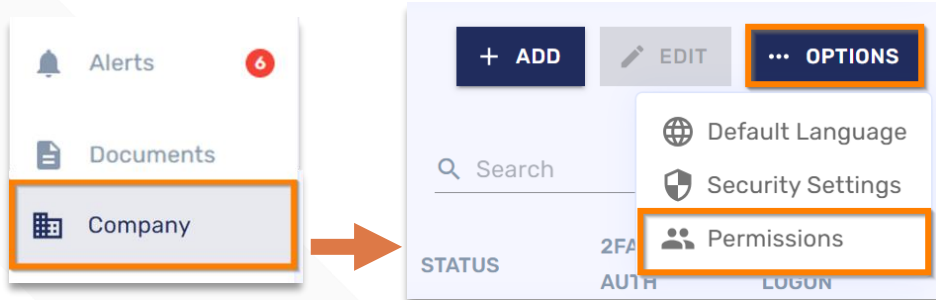 Alerts 6
Documents
Company
+ ADD
EDIT
... OPTIONS
Default Language
Security Settings
Permissions
Search
STATUS
2FA
AUTH
LOGON